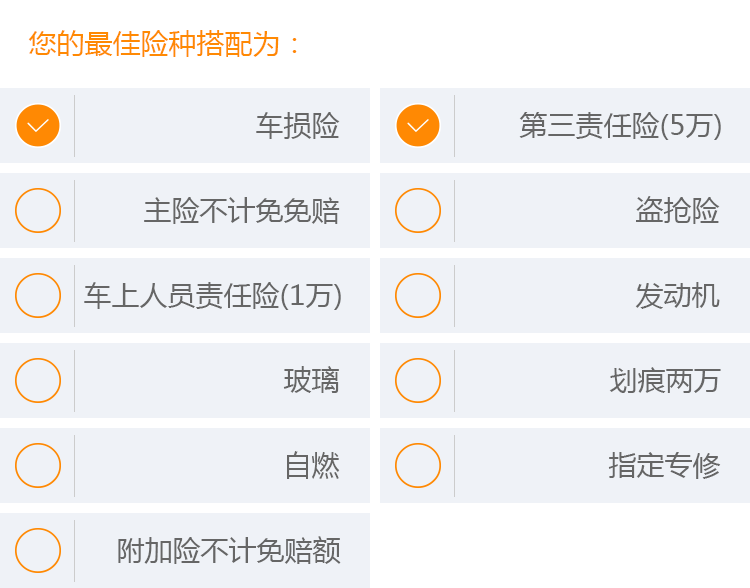 您的最佳险种搭配为：
车损险
第三责任险(5万)
主险不计免免赔
盗抢险
车上人员责任险(1万)
发动机
玻璃
划痕两万
自燃
指定专修
附加险不计免赔额